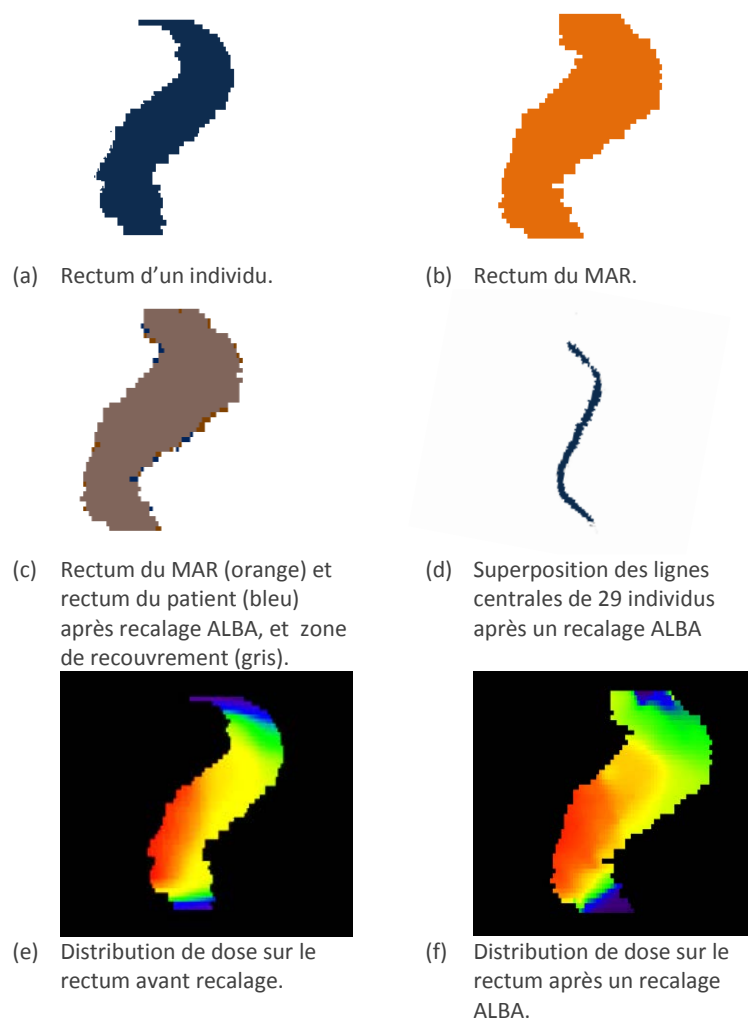 (a) Rectum d'un individu.
(b) Rectum du MAR.
(c) Rectum du MAR (orange) et
rectum du patient (bleu)
après recalage ALBA, et zone
de recouvrement (gris).
(d) Superposition des lignes
centrales de 29 individus
après un recalage ALBA
(e) Distribution de dose sur le
rectum avant recalage.
(f) Distribution de dose sur le
rectum après un recalage
ALBA.